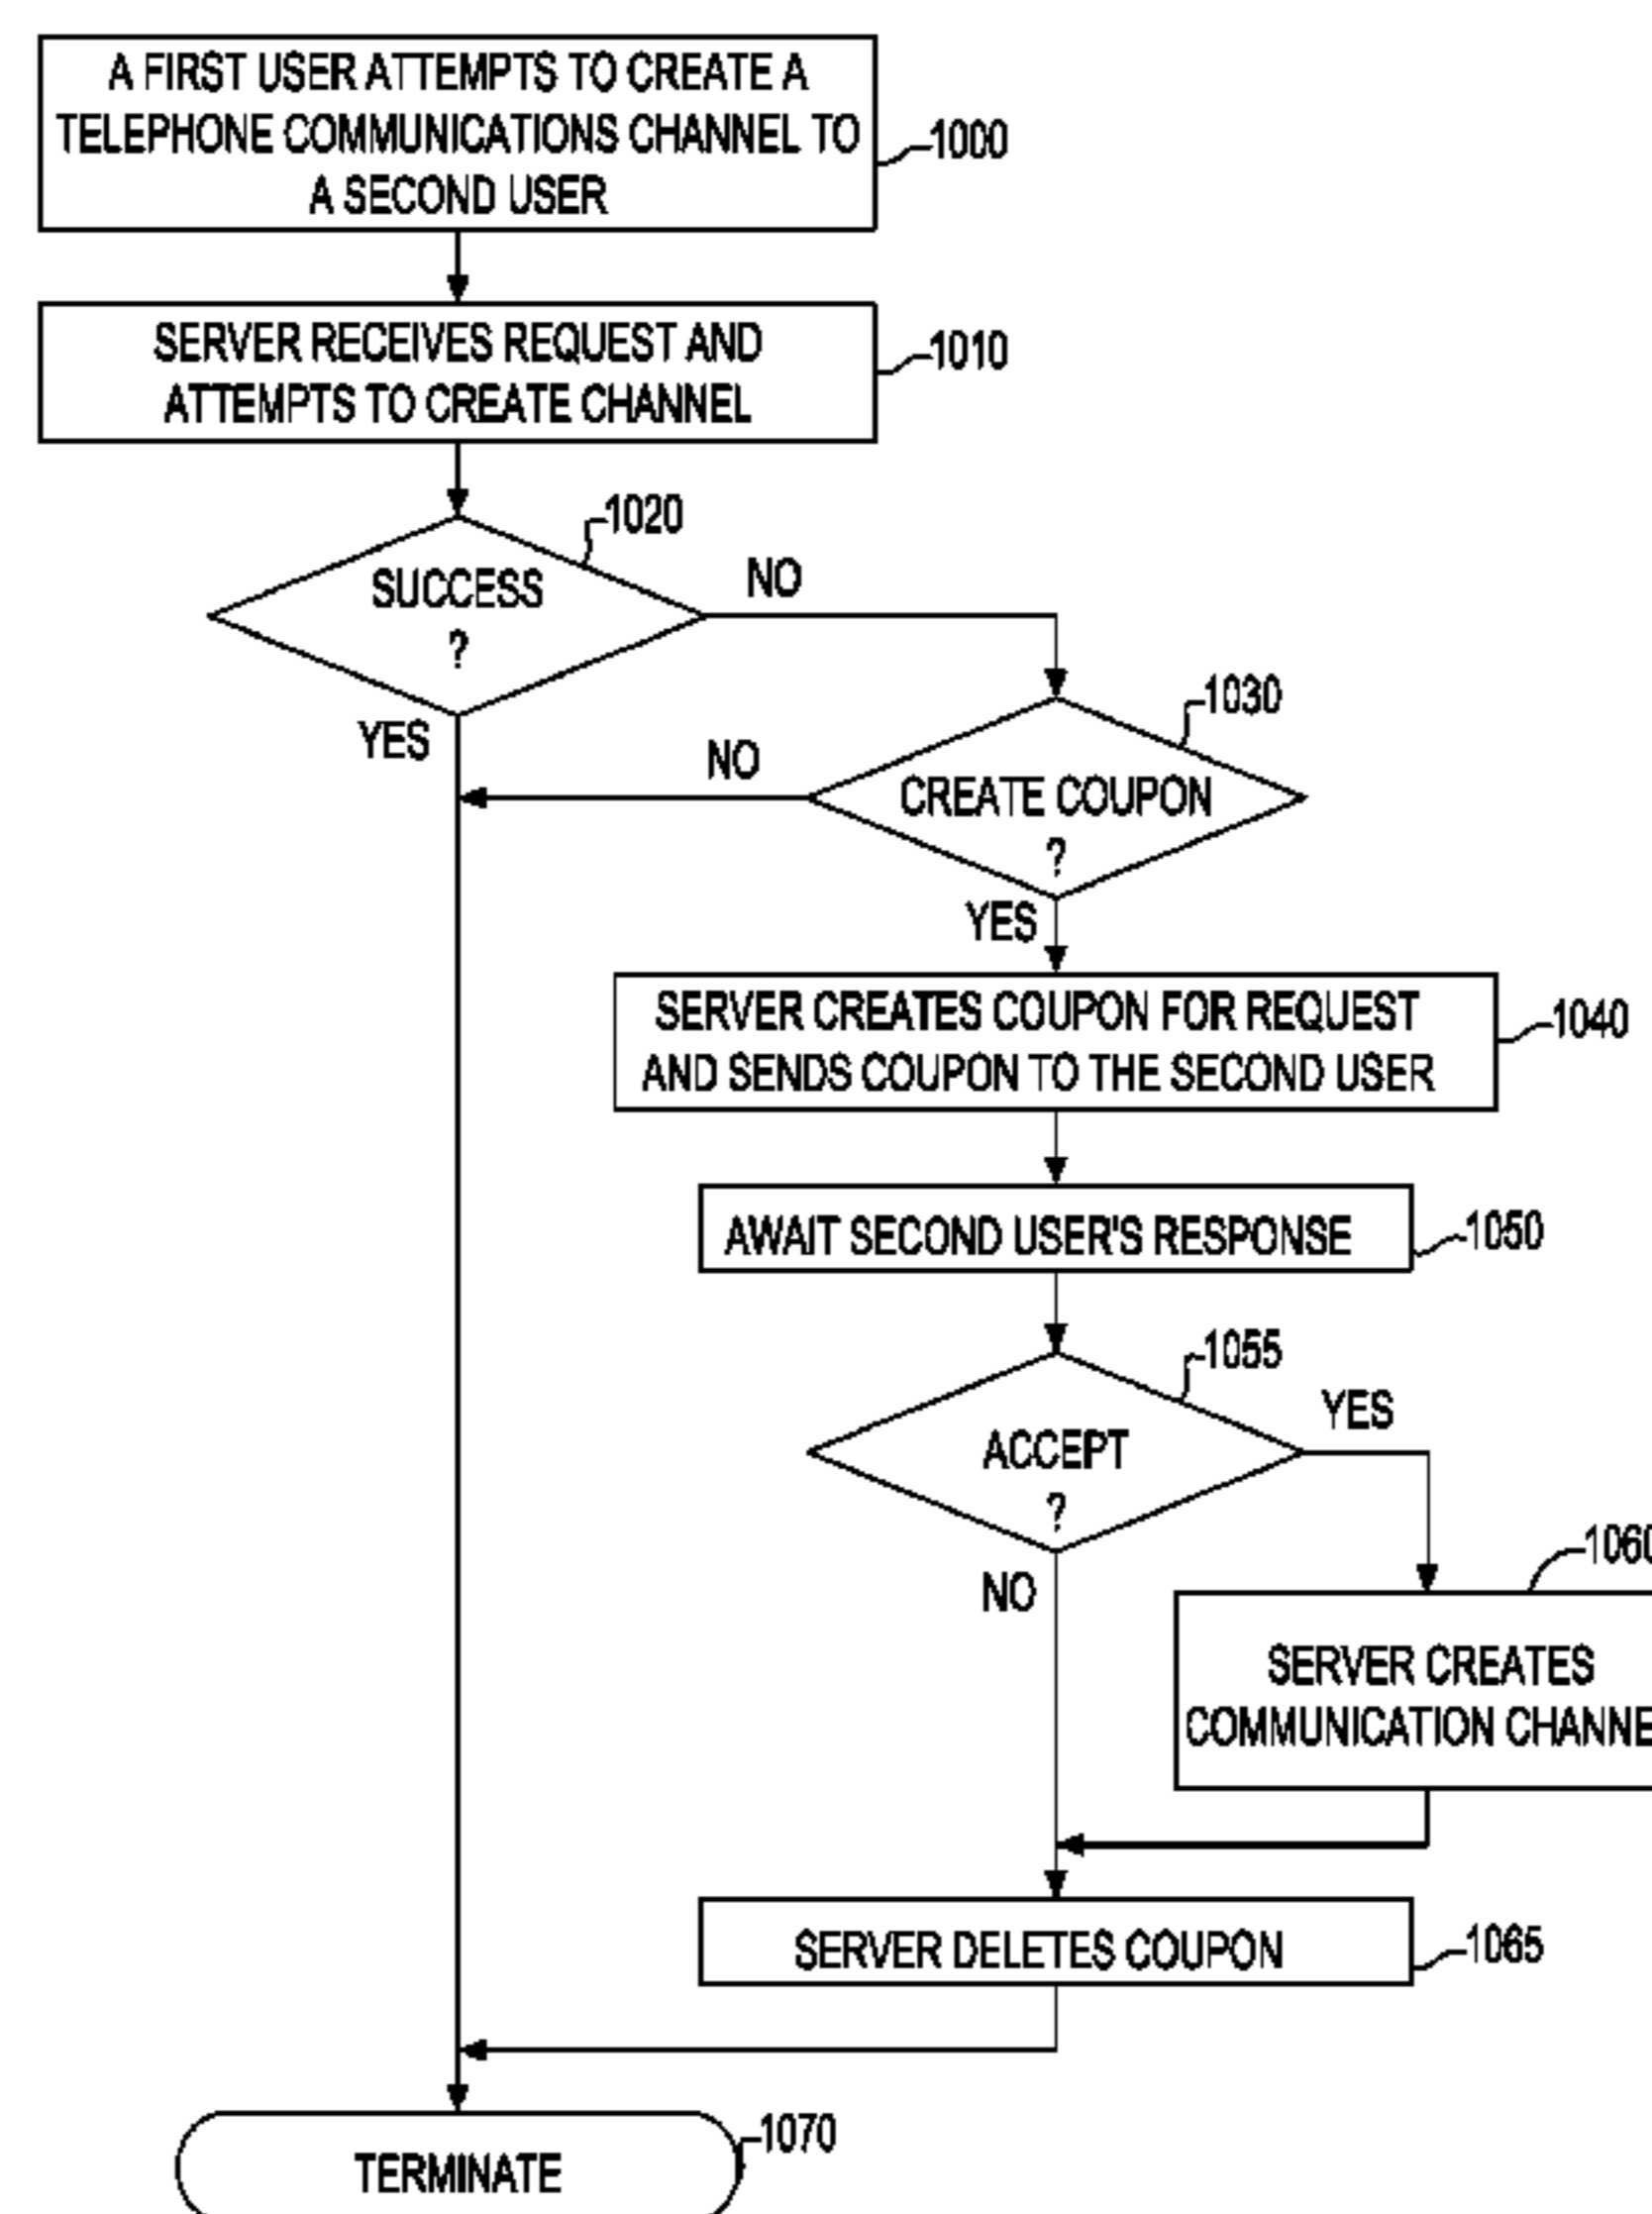 A FIRST USER ATTEMPTS TO CREATE A
TELEPHONE COMMUNICATIONS CHANNEL TO
A SECOND USER
1000
SERVER RECEIVES REQUEST AND
ATTEMPTS TO CREATE CHANNEL
1010
1020
SUCCESS
?
NO
YES
1030
NO
CREATE COUPON
?
YES
SERVER CREATES COUPON FOR REQUEST
AND SENDS COUPON TO THE SECOND USER
1040
AWAIT SECOND USER'S RESPONSE
1050
1055
YES
ACCEPT
?
NO
1060
SERVER CREATES
COMMUNICATION CHANNE
SERVER DELETES COUPON
1065
TERMINATE
1070